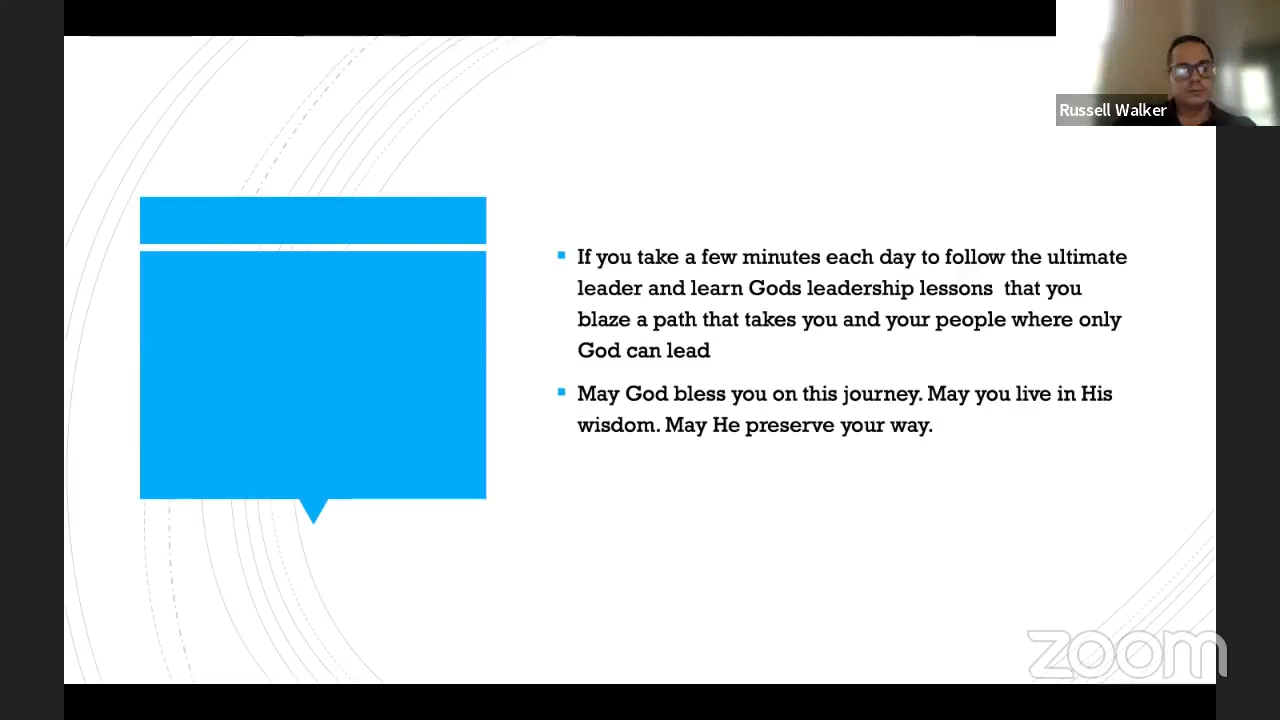 Russell Walker
If you take a few minutes each day to follow the ultimate
leader and learn Gods leadership lessons  that you
blaze a path that takes you and your people where only
God can lead
May God bless you on this journey. May you live in His
wisdom. May He preserve your way.
zoom